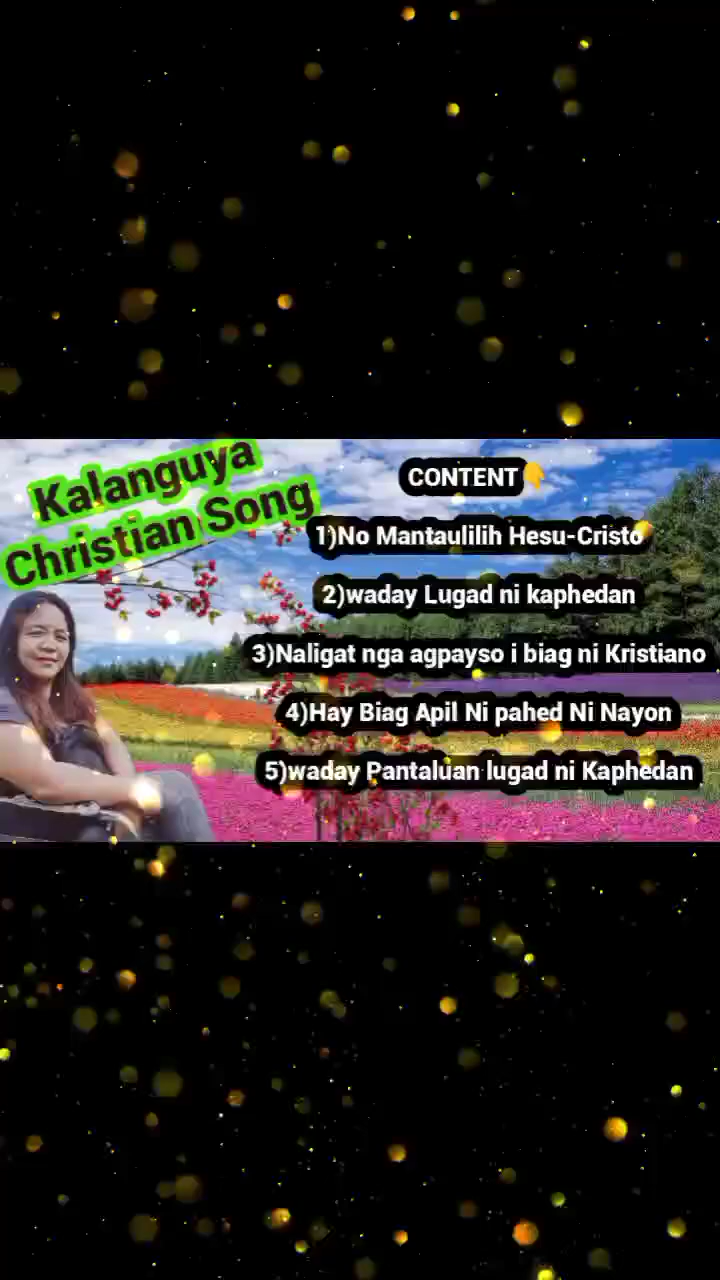 Kalanguya
Christian Song
CONTENT👇
1)No Mantaulilih Hesu-Cristo
2)waday Lugad ni kaphedan
3)Naligat nga agpayso i biag ni Kristiano
4)Hay Biag Apil Ni pahed Ni Nayon
5)waday Pantaluan lugad ni Kaphedan